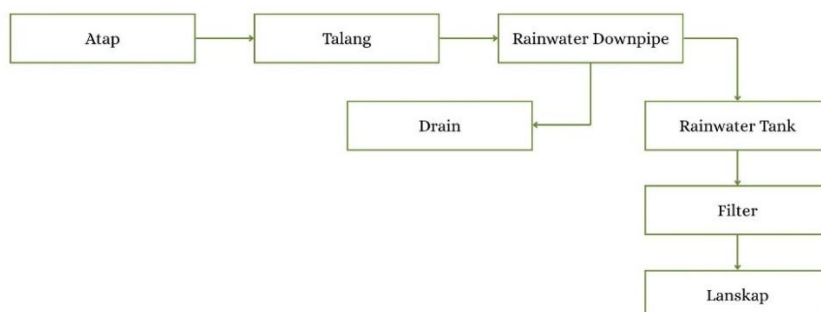 Atap
Talang
Rainwater Downpipe
Drain
Rainwater Tank
Filter
Lanskap